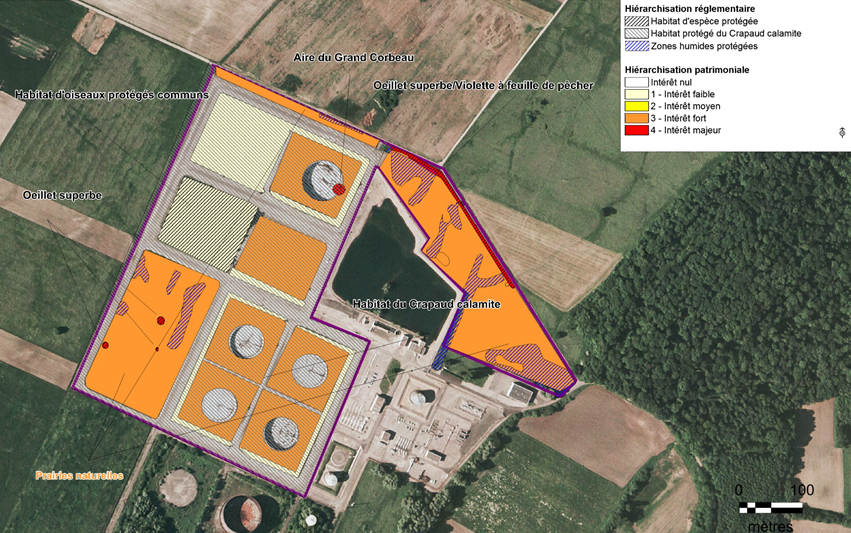 Hiérarchisation réglementaire
Habitat d'espèce protégée
Habitat protégé du Crapaud calamite
Zones humides protégées
Hiérarchisation patrimoniale
Intérêt nul
1 - Intérêt faible
2 - Intérêt moyen
3 - Intérêt fort
4 - Intérêt majeur
Aire du Grand Corbeau
Oeillet superbe/Violette à feuille de pêcher
Habitat d'oiseaux protégés communs
Oeillet superbe
Habitat du Crapaud calamite
Prairies naturelles
0 100
mètres